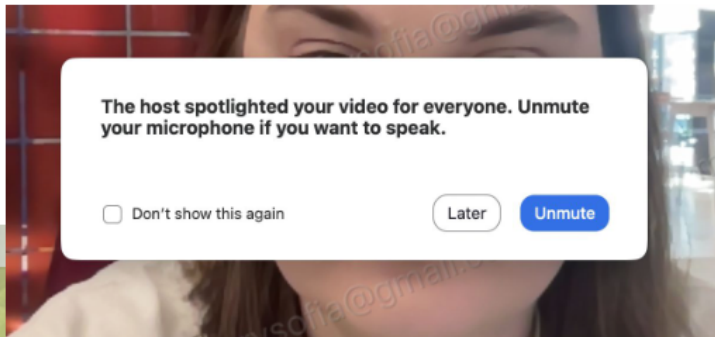 The host spotlighted your video for everyone. Unmute
your microphone if you want to speak.
Don't show this again
Later
Unmute